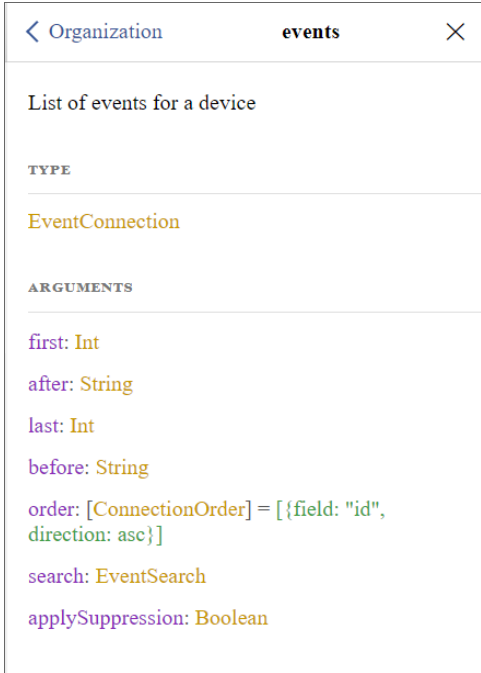 Organization events
List of events for a device
TYPE
EventConnection
ARGUMENTS
first: Int
after: String
last: Int
before: String
order: [ConnectionOrder] = [{field: "id",
direction: asc}]
search: EventSearch
applySuppression: Boolean